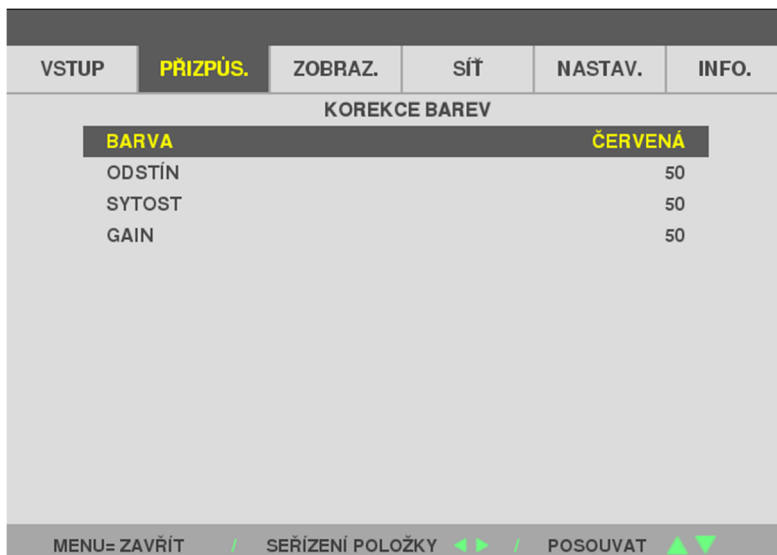 VSTUP PŘIZPŮS. ZOBRAZ. SÍŤ NASTAV. INFO.
KOREKCE BAREV
BARVA ČERVENÁ
ODSTÍN 50
SYTOST 50
GAIN 50
MENU= ZAVŘÍT / SEŘÍZENÍ POLOŽKY ◀ ▶ / POSOUVAT ▲ ▼